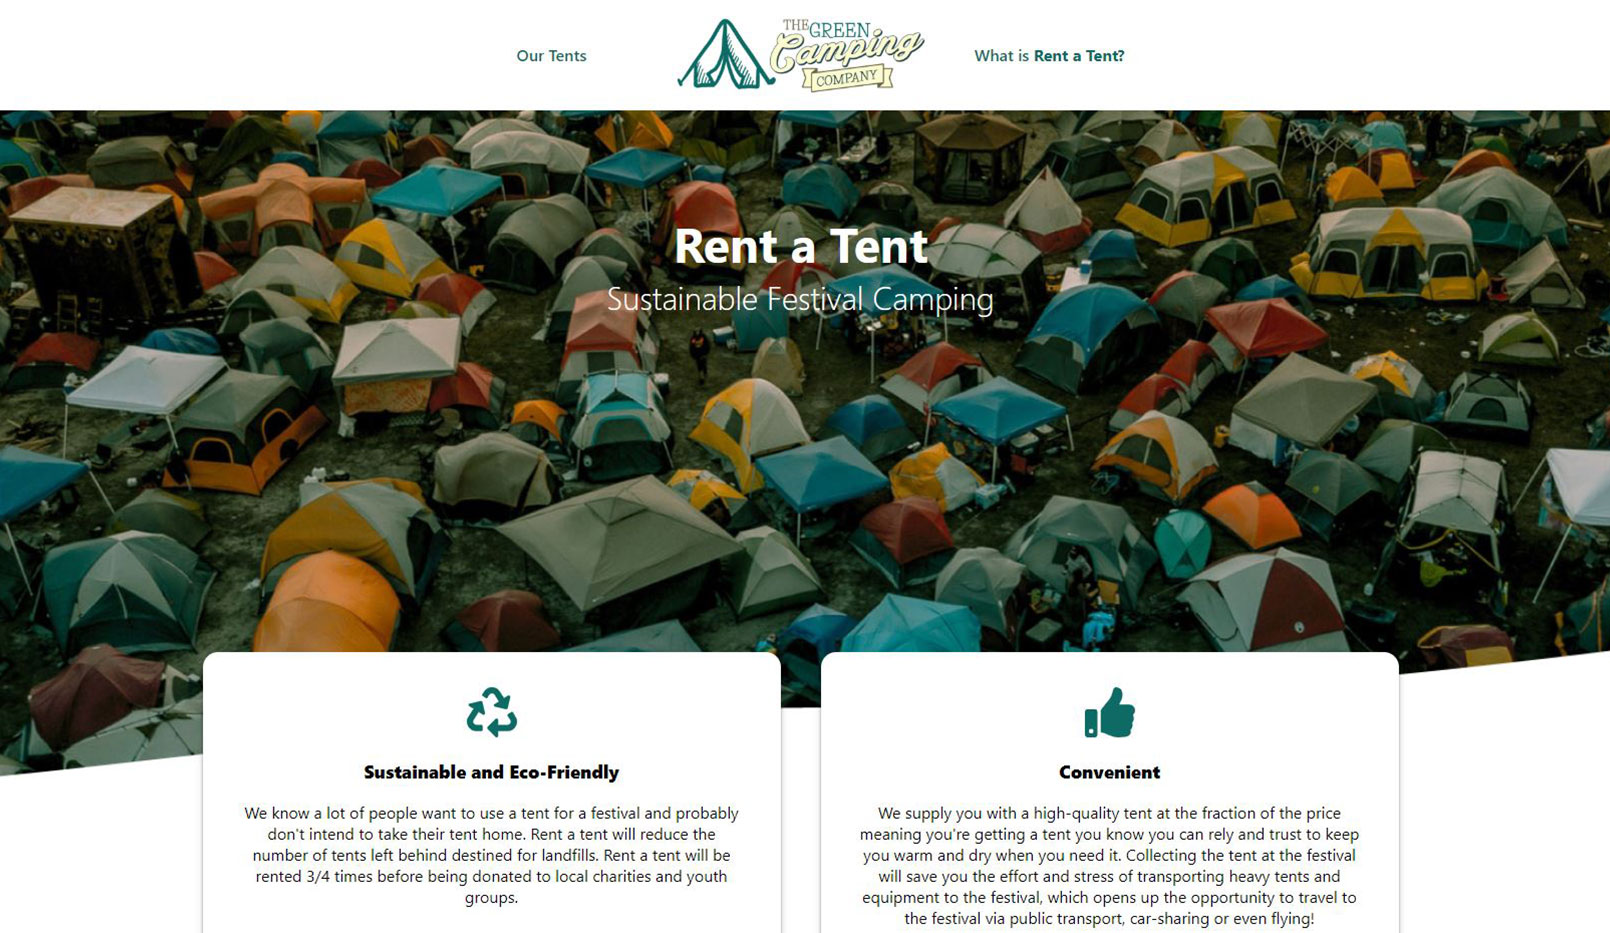 Our Tents
THE GREEN
Camping
COMPANY
What is Rent a Tent?
Rent a Tent
Sustainable Festival Camping
Sustainable and Eco-Friendly
We know a lot of people want to use a tent for a festival and probably
don't intend to take their tent home. Rent a tent will reduce the
number of tents left behind destined for landfills. Rent a tent will be
rented 3/4 times before being donated to local charities and youth
groups.
Convenient
We supply you with a high-quality tent at the fraction of the price
meaning you're getting a tent you know you can rely and trust to keep
you warm and dry when you need it. Collecting the tent at the festival
will save you the effort and stress of transporting heavy tents and
equipment to the festival, which opens up the opportunity to travel to
the festival via public transport, car-sharing or even flying!